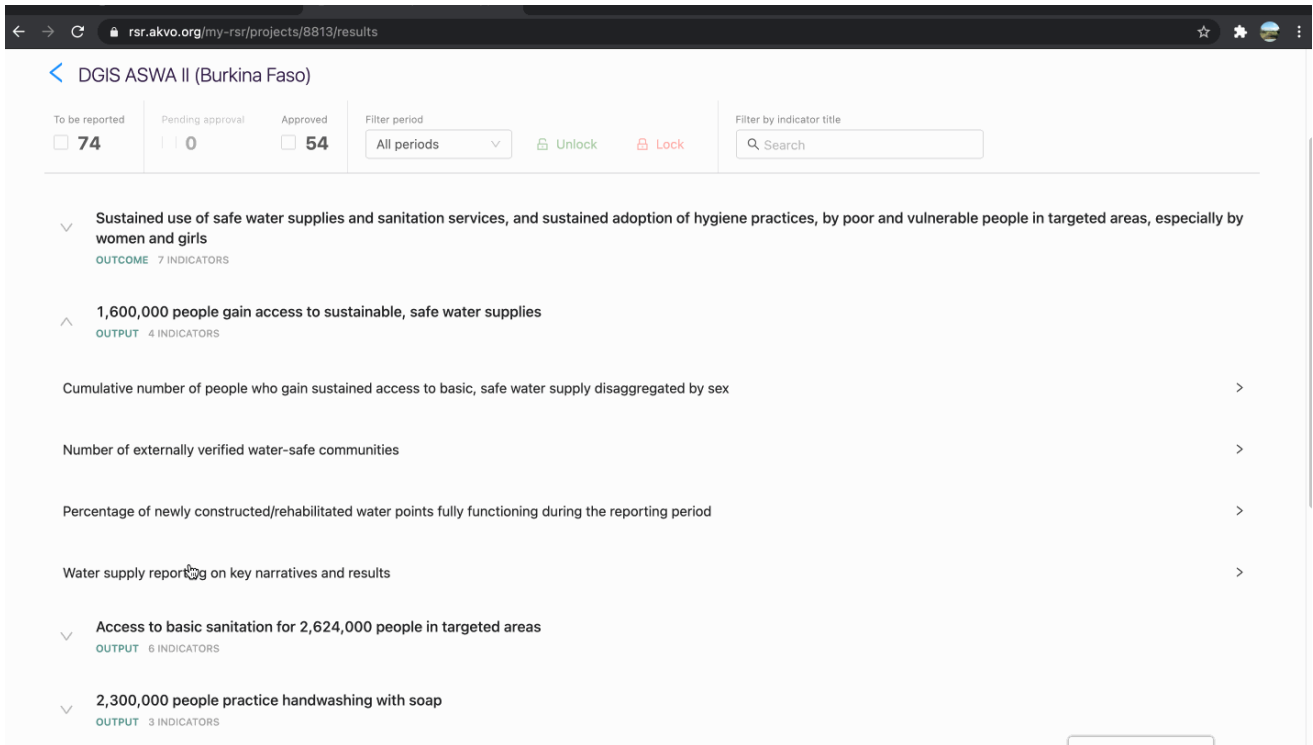 rsr.akvo.org/my-rsr/projects/8813/results
DGIS ASWA II (Burkina Faso)
To be reported
74
Pending approval
0
Approved
54
Filter period
All periods
Unlock
Lock
Filter by indicator title
Search
Sustained use of safe water supplies and sanitation services, and sustained adoption of hygiene practices, by poor and vulnerable people in targeted areas, especially by
women and girls
OUTCOME 7 INDICATORS
1,600,000 people gain access to sustainable, safe water supplies
OUTPUT 4 INDICATORS
Cumulative number of people who gain sustained access to basic, safe water supply disaggregated by sex
Number of externally verified water-safe communities
Percentage of newly constructed/rehabilitated water points fully functioning during the reporting period
Water supply reporting on key narratives and results
Access to basic sanitation for 2,624,000 people in targeted areas
OUTPUT 6 INDICATORS
2,300,000 people practice handwashing with soap
OUTPUT 3 INDICATORS